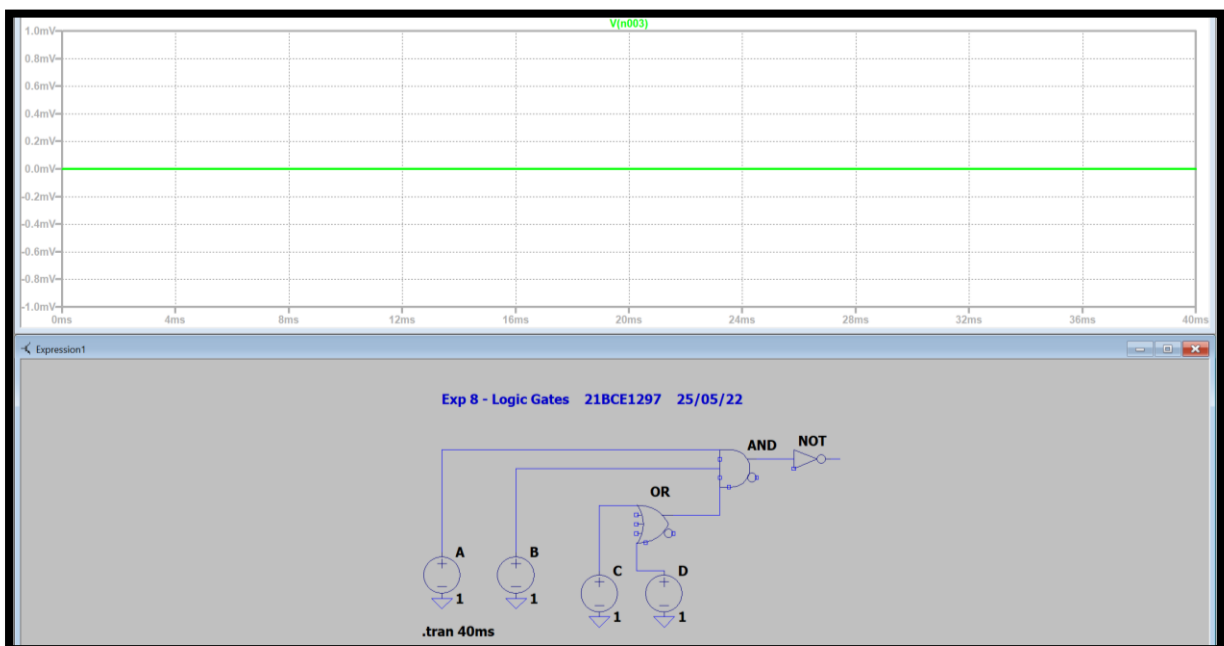 V(n003)
1.0mV
0.8mV
0.6mV
0.4mV
0.2mV
0.0mV
-0.2mV
-0.4mV
-0.6mV
-0.8mV
-1.0mV
0ms 4ms 8ms 12ms 16ms 20ms 24ms 28ms 32ms 36ms 40ms
Expression1
Exp 8 - Logic Gates 21BCE1297 25/05/22
AND NOT
OR
A B
C D
1 1
1 1
.tran 40ms